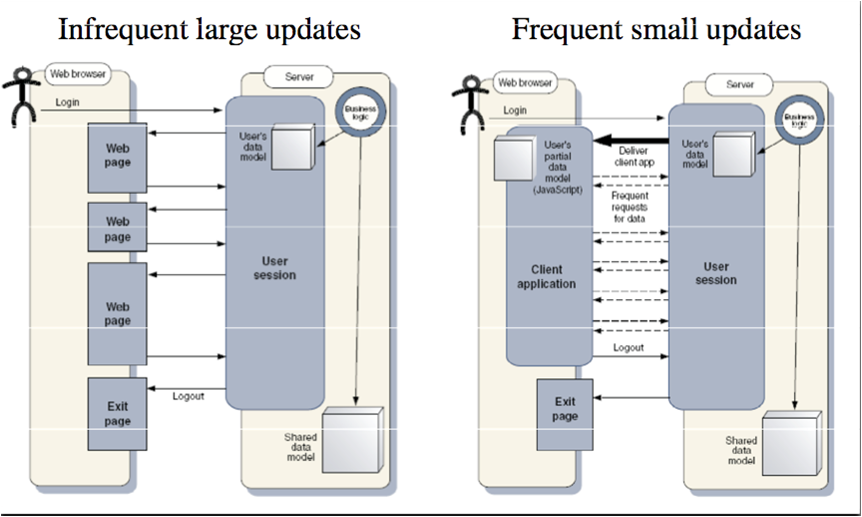 Infrequent large updates
Web browser
Server
Login
Business
logic
User's
data
model
Web
page
Web
page
User
session
Web
page
Logout
Exit
page
Shared
data
model
Frequent small updates
Web browser
Server
Login
Business
logic
User's
partial
data
model
(JavaScript)
Deliver
client app
User's
data
model
Frequent
requests
for data
Client
application
User
session
Logout
Exit
page
Shared
data
model